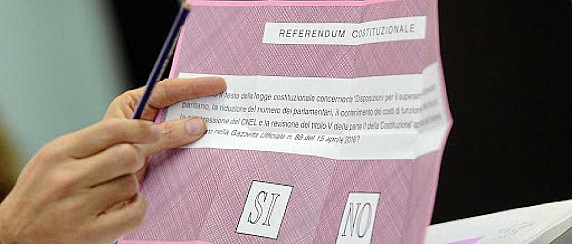 REFERENDUM COSTITUZIONALE
il testo della legge costituzionale concernente 'Disposizioni per il
paritario, la riduzione del numero dei parlamentari, il contenimento dei costi di
soppressione del CNEL e la revisione del titolo V della parte II della Costituzione'
nella Gazzetta Ufficiale n. 88 del 15 aprile 2016?
SI NO